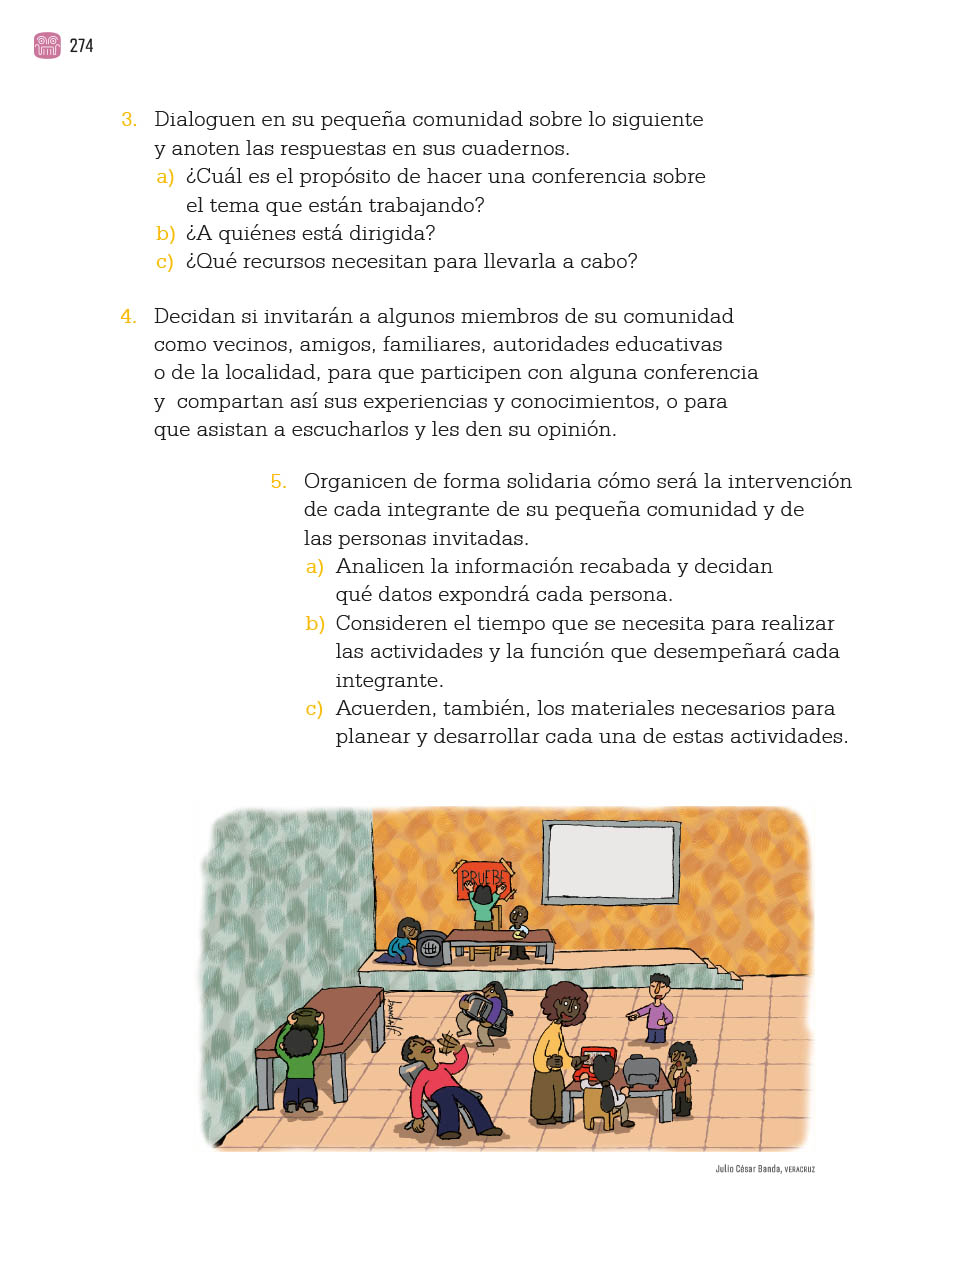 274
3. Dialoguen en su pequeña comunidad sobre lo siguiente
y anoten las respuestas en sus cuadernos.
a) ¿Cuál es el propósito de hacer una conferencia sobre
el tema que están trabajando?
b) ¿A quiénes está dirigida?
c) ¿Qué recursos necesitan para llevarla a cabo?
4. Decidan si invitarán a algunos miembros de su comunidad
como vecinos, amigos, familiares, autoridades educativas
o de la localidad, para que participen con alguna conferencia
y compartan así sus experiencias y conocimientos, o para
que asistan a escucharlos y les den su opinión.
5. Organicen de forma solidaria cómo será la intervención
de cada integrante de su pequeña comunidad y de
las personas invitadas.
a) Analicen la información recabada y decidan
qué datos expondrá cada persona.
b) Consideren el tiempo que se necesita para realizar
las actividades y la función que desempeñará cada
integrante.
c) Acuerden, también, los materiales necesarios para
planear y desarrollar cada una de estas actividades.
PRUEBE
Julio César Banda, VERACRUZ